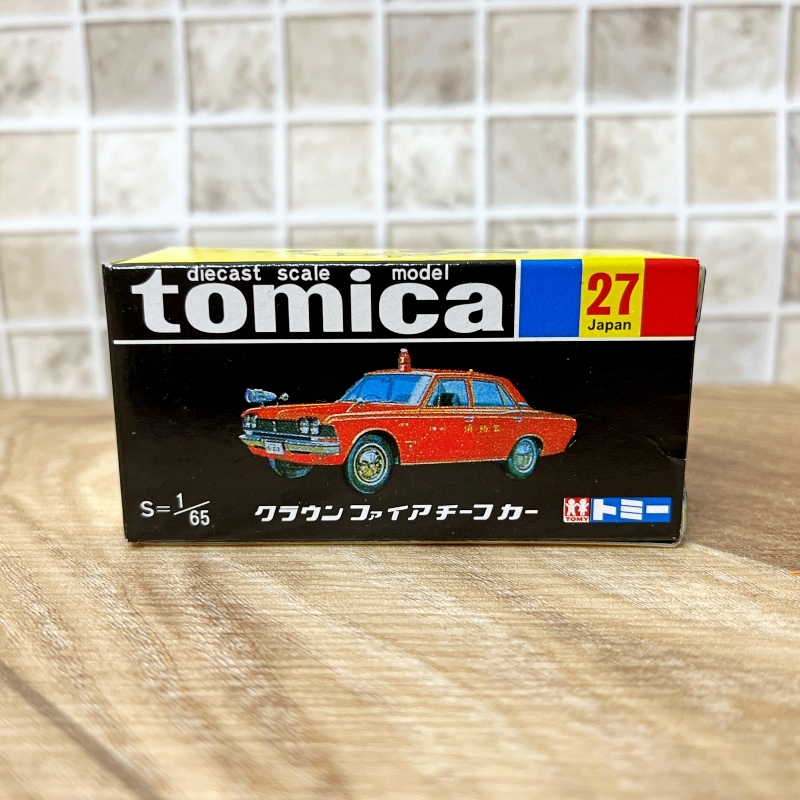 diecast scale model
tomica
27
Japan
S=1/65
クラウン ファイアチーフ カー
TOMY
トミー